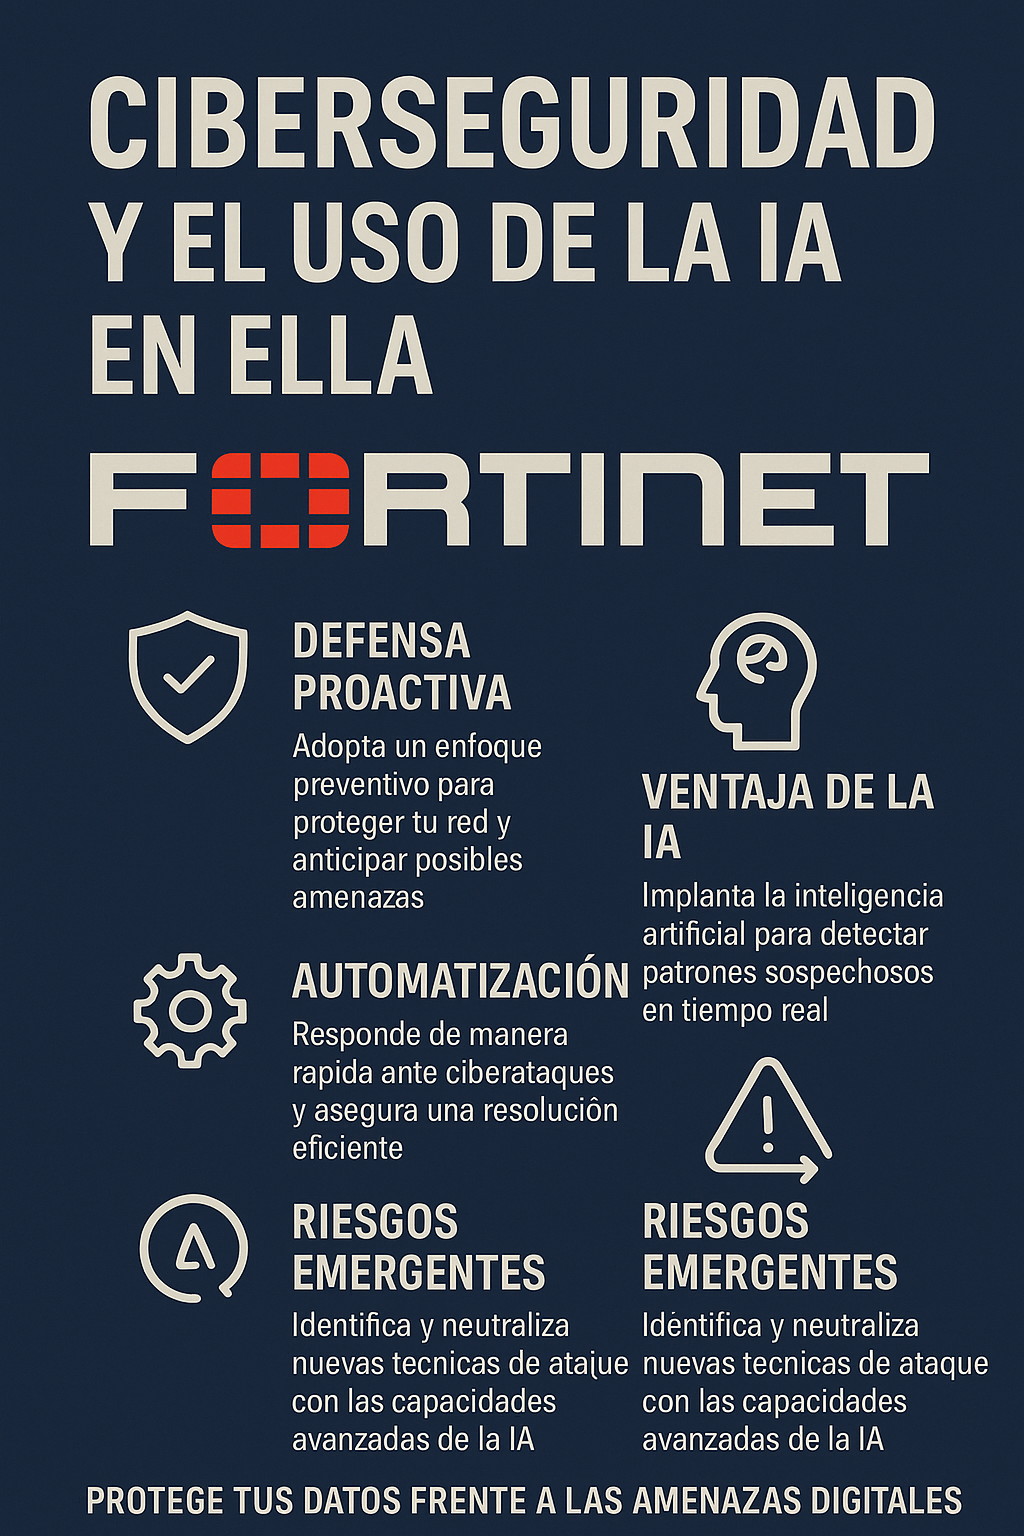 CIBERSEGURIDAD
Y EL USO DE LA IA
EN ELLA
FORTINET
DEFENSA
PROACTIVA
Adopta un enfoque
preventivo para
proteger tu red y
anticipar posibles
amenazas
VENTAJA DE LA
IA
Implanta la inteligencia
artificial para detectar
patrones sospechosos
en tiempo real
AUTOMATIZACIÓN
Responde de manera
rapida ante ciberataques
y asegura una resoluciôn
eficiente
RIESGOS
EMERGENTES
Identifica y neutraliza
nuevas tecnicas de atajue
con las capacidades
avanzadas de la IA
RIESGOS
EMERGENTES
Idéntifica y neutraliza
nuevas tecnicas de ataque
con las capacidades
avanzadas de la IA
PROTEGE TUS DATOS FRENTE A LAS AMENAZAS DIGITALES